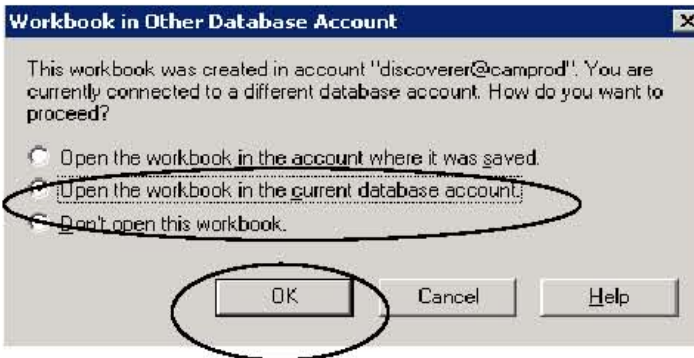 Workbook in Other Database Account
This workbook was created in account "discoverer@camprod". You are
currently connected to a different database account. How do you want to
proceed?
Open the workbook in the account where it was saved.
Open the workbook in the current database account.
Don't open this workbook.
OK Cancel Help